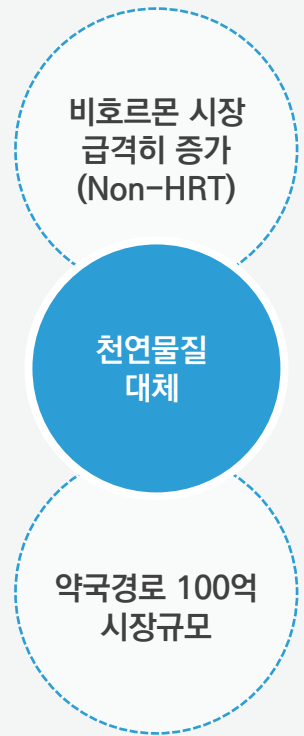 비호르몬 시장
급격히 증가
(Non-HRT)
천연물질
대체
약국경로 100억
시장규모